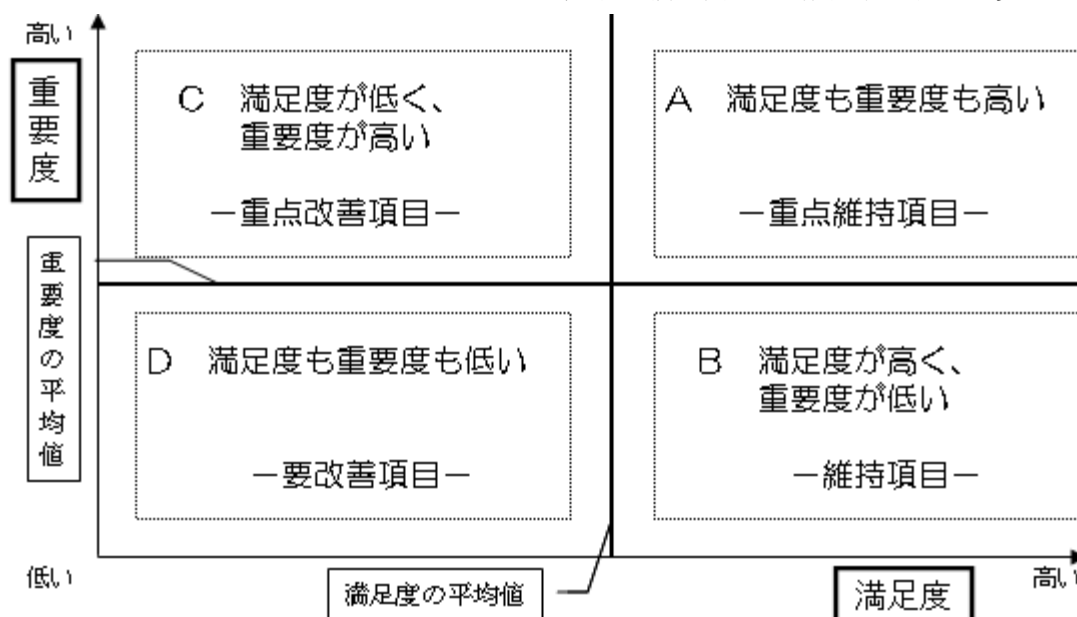 高い
重要度
C 満足度が低く、
重要度が高い
－重点改善項目－
A 満足度も重要度も高い
－重点維持項目－
重要度の平均値
D 満足度も重要度も低い
－要改善項目－
B 満足度が高く、
重要度が低い
－維持項目－
低い
満足度の平均値
満足度
高い